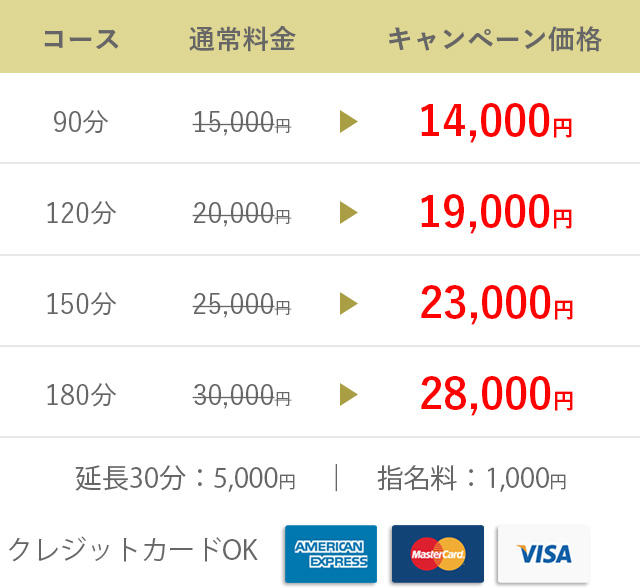 コース 通常料金 キャンペーン価格
90分 15,000円 14,000円
120分 20,000円 19,000円
150分 25,000円 23,000円
180分 30,000円 28,000円
延長30分：5,000円 ｜ 指名料：1,000円
クレジットカードOK AMERICAN EXPRESS MasterCard VISA